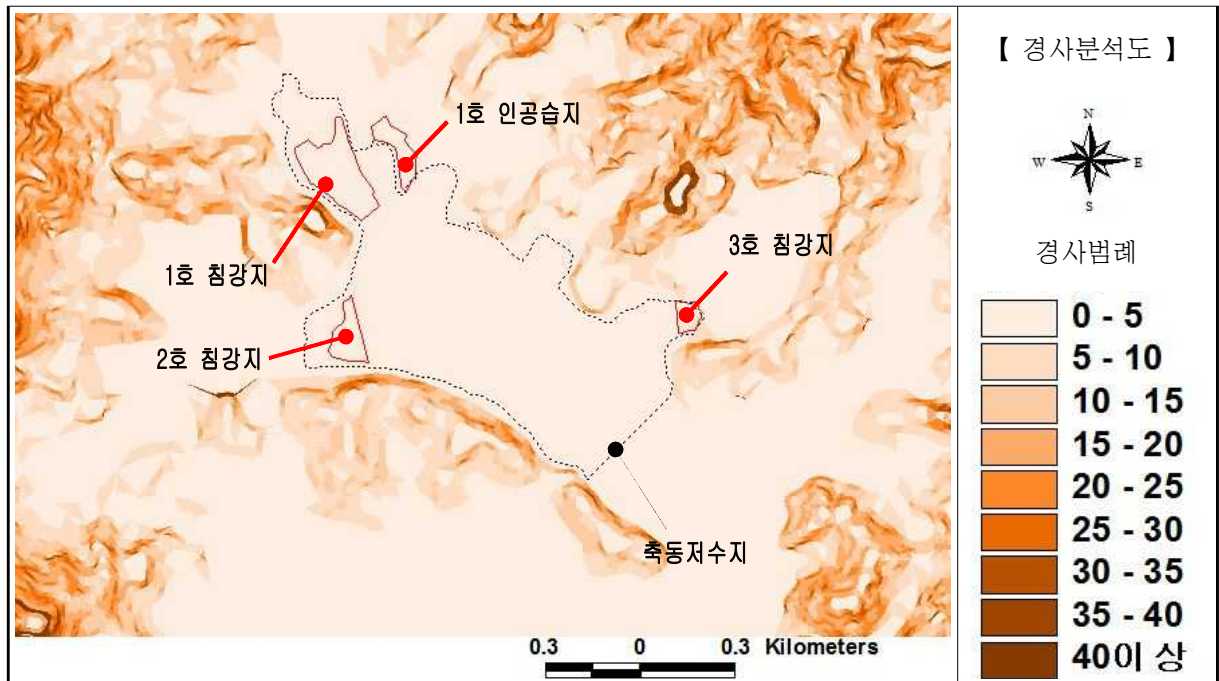 1호 인공습지
3호 침강지
1호 침강지
2호 침강지
축동저수지
0.3 0 0.3 Kilometers
【 경사분석도 】
N
W E
S
경사범례
0 - 5
5 - 10
10 - 15
15 - 20
20 - 25
25 - 30
30 - 35
35 - 40
40이 상